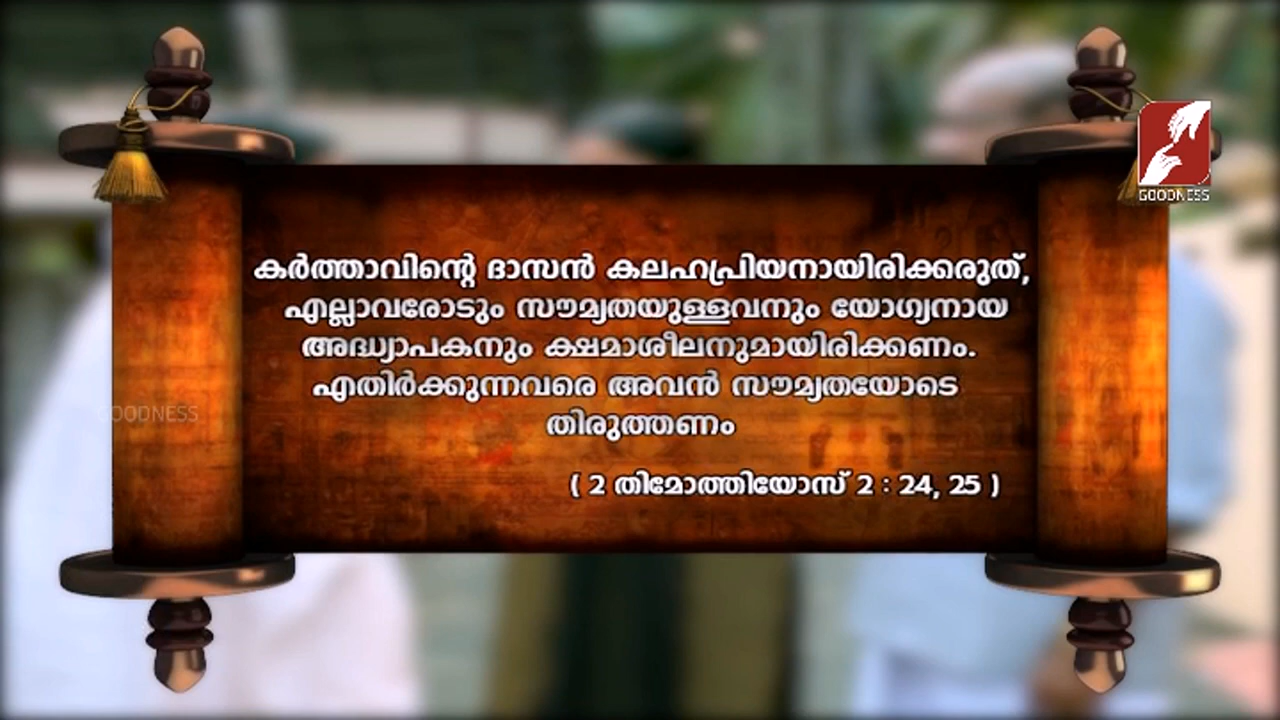 GOODNESS
കർത്താവിന്റെ ദാസൻ കലഹപ്രിയനായിരിക്കരുത്,
എല്ലാവരോടും സൗമ്യതയുള്ളവനും യോഗ്യനായ
അദ്ധ്യാപകനും ക്ഷമാശീലനുമായിരിക്കണം.
എതിർക്കുന്നവരെ അവൻ സൗമ്യതയോടെ
GOODNESS
തിരുത്തണം
( 2 തിമോത്തിയോസ് 2 : 24, 25 )